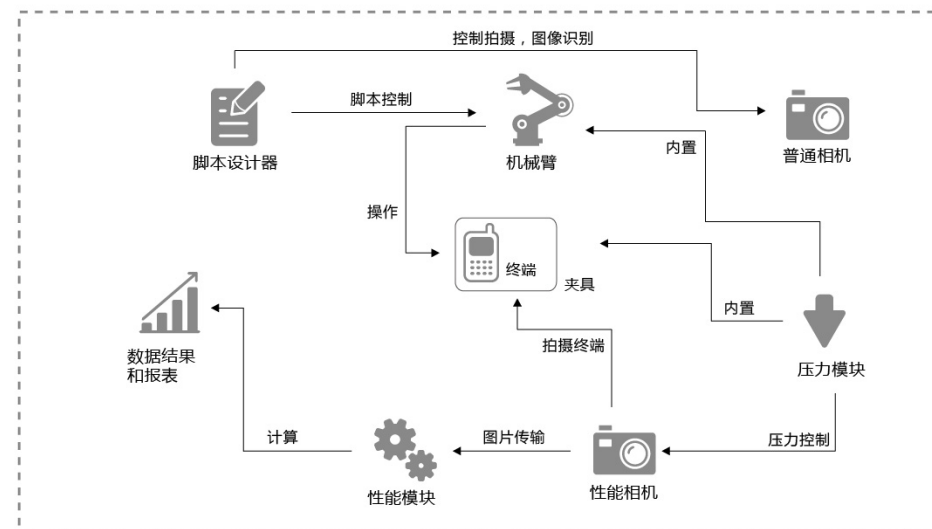 控制拍摄，图像识别
脚本控制
脚本设计器
机械臂
内置
普通相机
操作
终端
夹具
内置
拍摄终端
数据结果
和报表
压力模块
计算
图片传输
压力控制
性能模块
性能相机